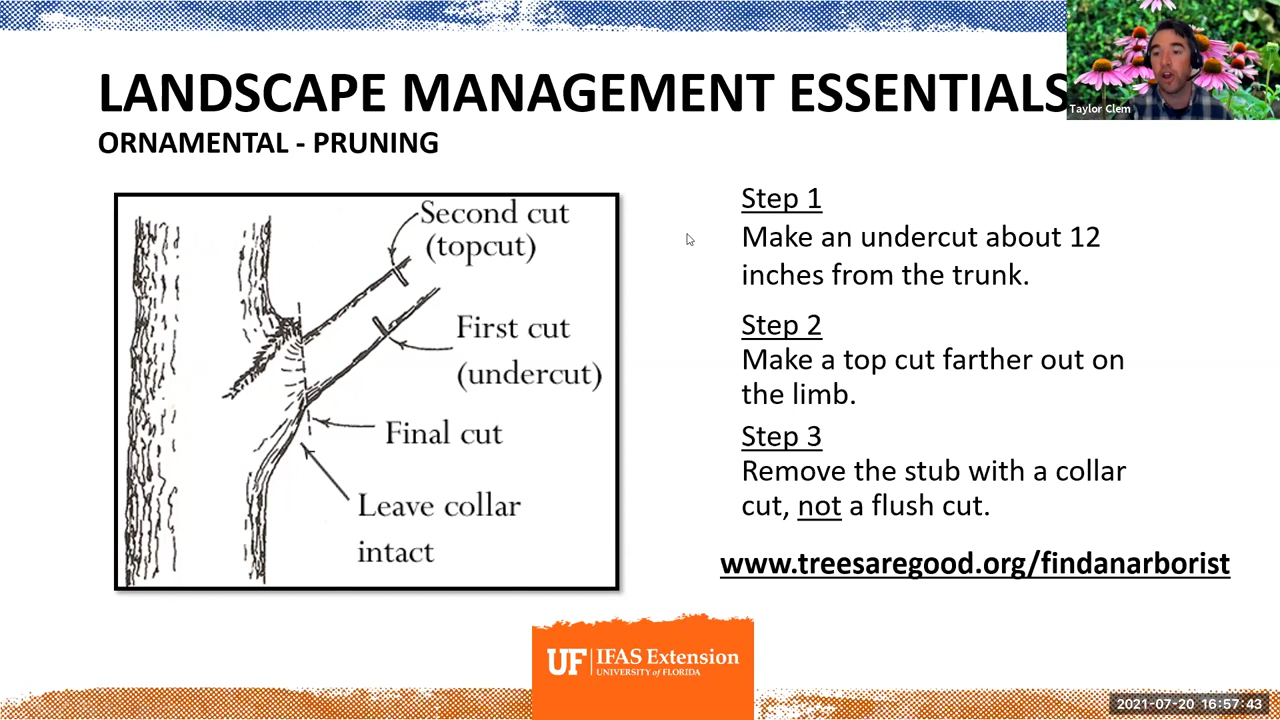 LANDSCAPE MANAGEMENT ESSENTIALS
Taylor Clem
ORNAMENTAL - PRUNING
Second cut
(topcut)
First cut
(undercut)
Final cut
Leave collar
intact
Step 1
Make an undercut about 12
inches from the trunk.
Step 2
Make a top cut farther out on
the limb.
Step 3
Remove the stub with a collar
cut, not a flush cut.
www.treesaregood.org/findanarborist
UF IFAS Extension
UNIVERSITY of FLORIDA
2021-07-20 16:57:43